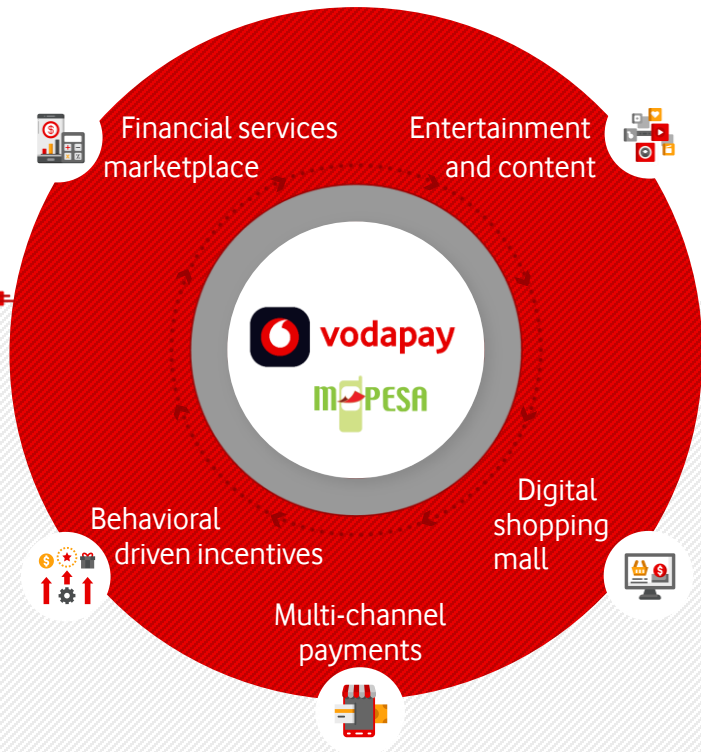 Financial services
marketplace
Entertainment
and content
vodapay
M-PESA
Behavioral
driven incentives
Digital
shopping
mall
Multi-channel
payments